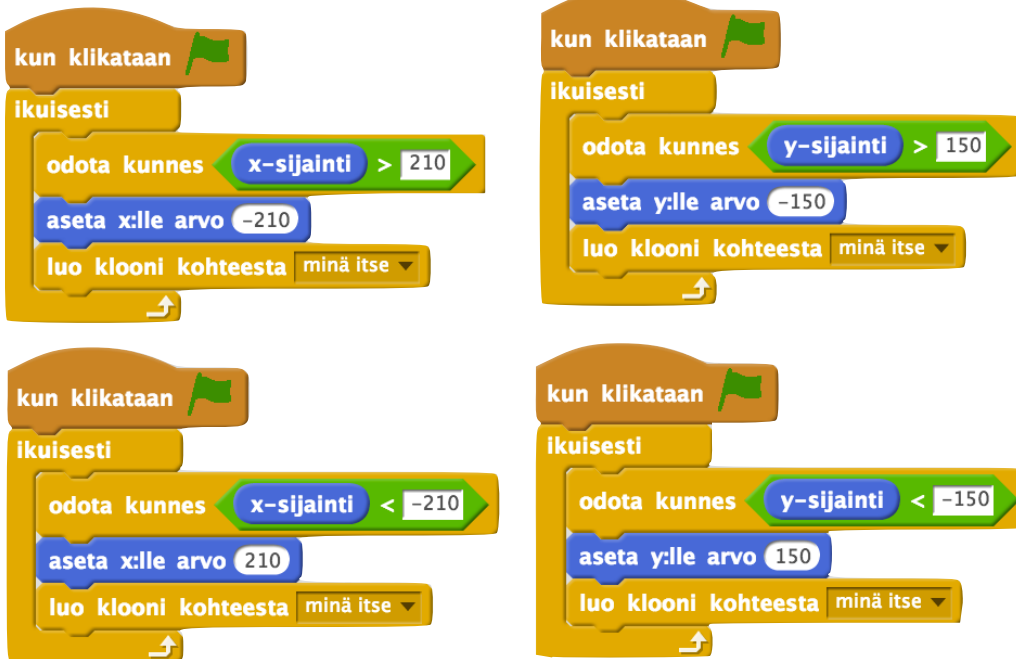 kun klikataan
ikuisesti
odota kunnes x-sijainti > 210
aseta x:lle arvo -210
luo klooni kohteesta minä itse
kun klikataan
ikuisesti
odota kunnes y-sijainti > 150
aseta y:lle arvo -150
luo klooni kohteesta minä itse
kun klikataan
ikuisesti
odota kunnes x-sijainti < -210
aseta x:lle arvo 210
luo klooni kohteesta minä itse
kun klikataan
ikuisesti
odota kunnes y-sijainti < -150
aseta y:lle arvo 150
luo klooni kohteesta minä itse